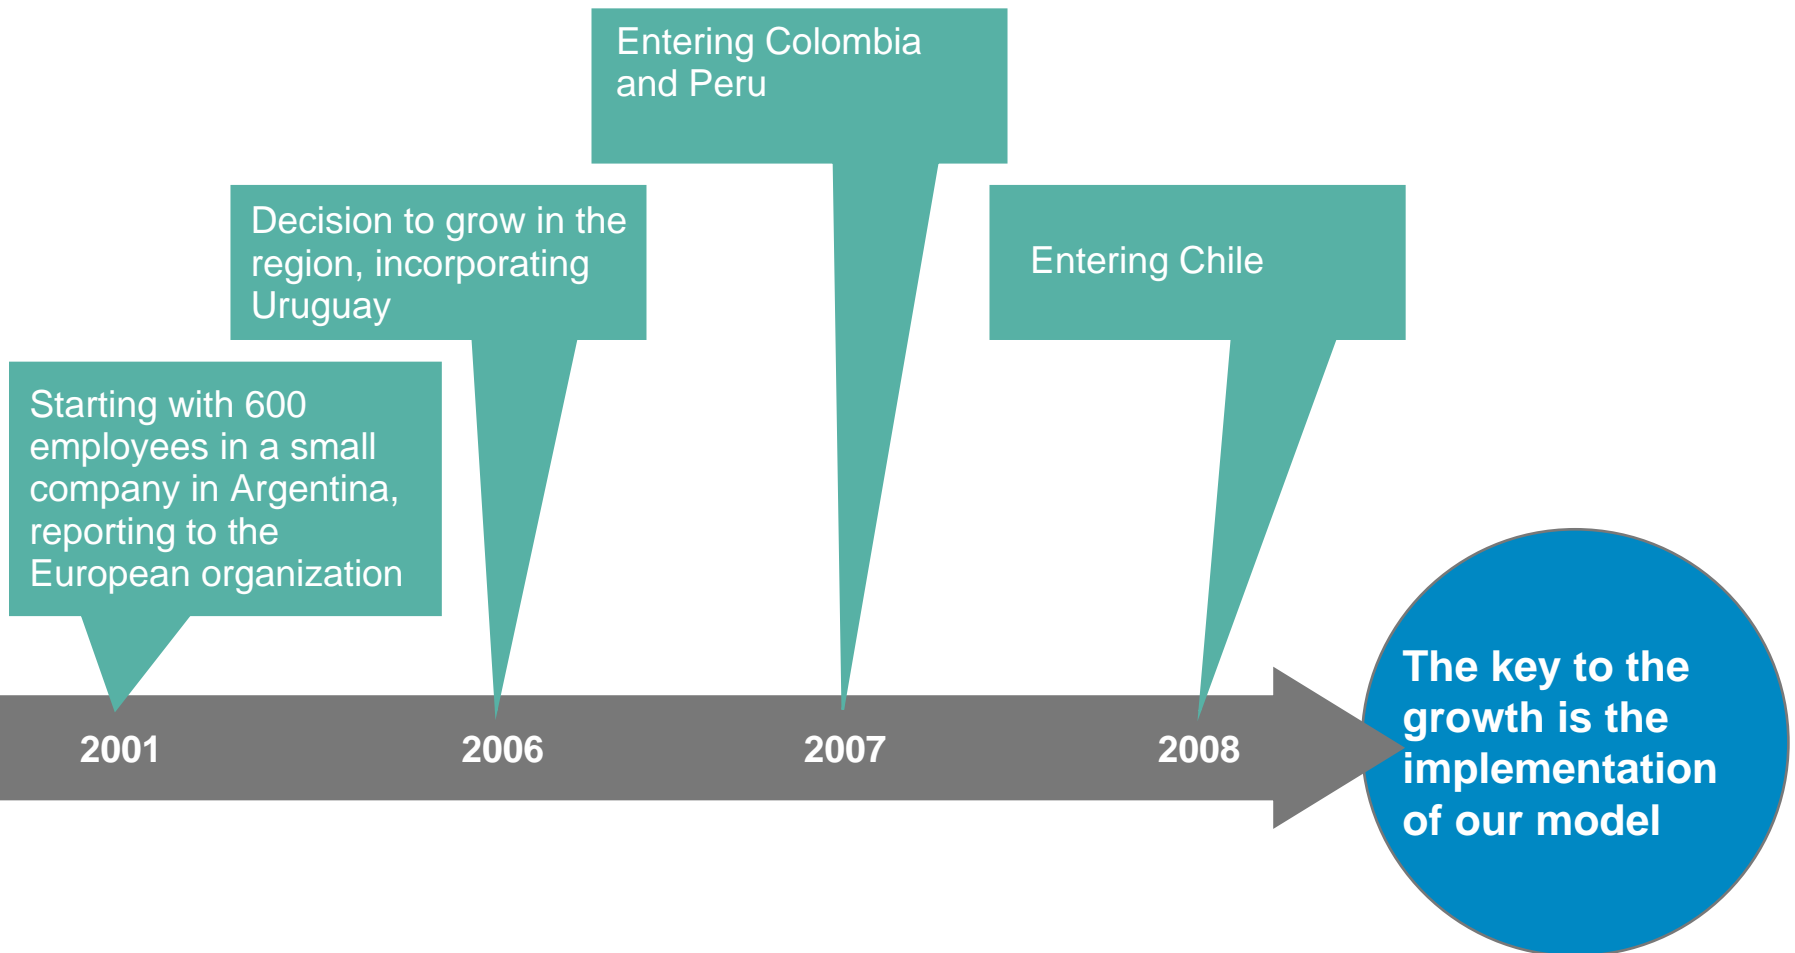 Entering Colombia
and Peru
Decision to grow in the
region, incorporating
Uruguay
Entering Chile
Starting with 600
employees in a small
company in Argentina,
reporting to the
European organization
The key to the
growth is the
implementation
of our model
2001
2006
2007
2008